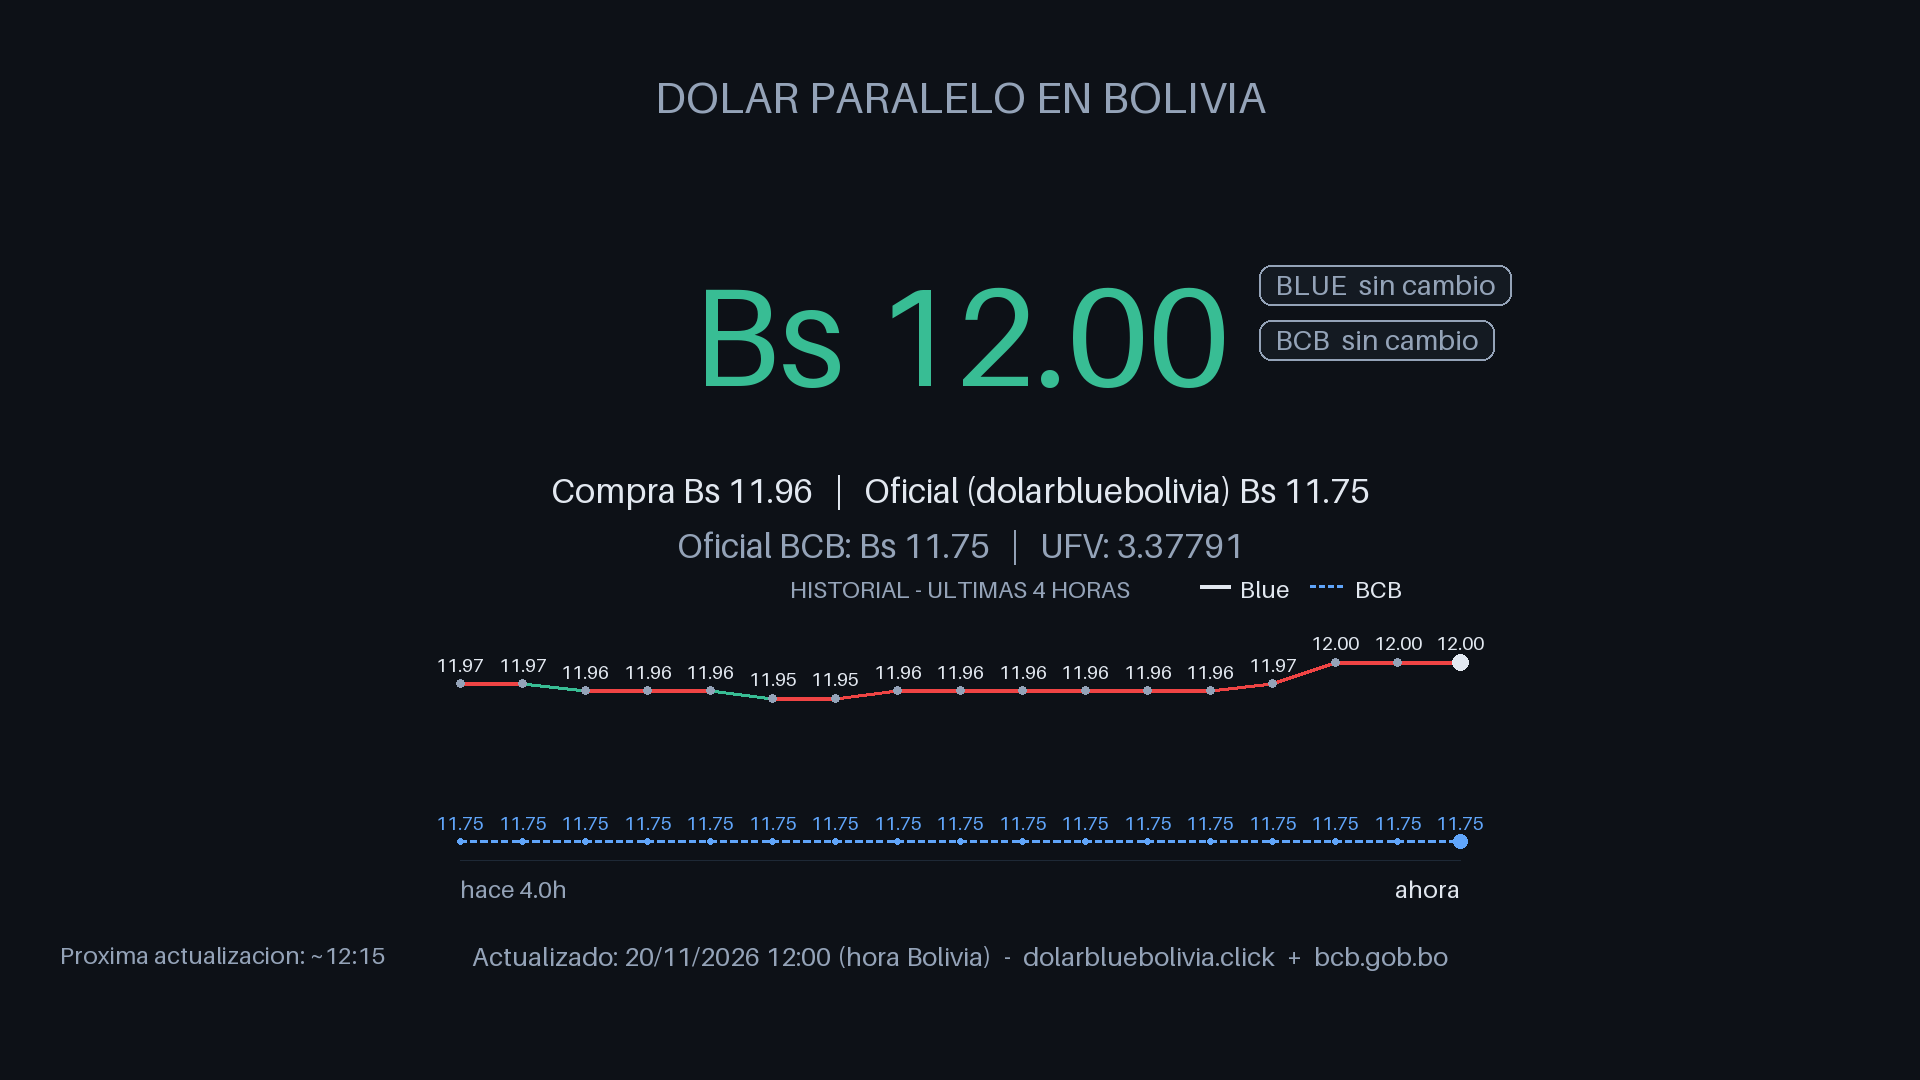 DOLAR PARALELO EN BOLIVIA
Bs 12.00
BLUE sin cambio
BCB sin cambio
Compra Bs 11.96 | Oficial (dolarbluebolivia) Bs 11.75
Oficial BCB: Bs 11.75 | UFV: 3.37791
HISTORIAL - ULTIMAS 4 HORAS
Blue
BCB
11.97 11.97 11.96 11.96 11.96 11.95 11.95 11.96 11.96 11.96 11.96 11.96 11.96 11.97 12.00 12.00 12.00
11.75 11.75 11.75 11.75 11.75 11.75 11.75 11.75 11.75 11.75 11.75 11.75 11.75 11.75 11.75 11.75 11.75
hace 4.0h
ahora
Proxima actualizacion: ~12:15
Actualizado: 20/11/2026 12:00 (hora Bolivia) - dolarbluebolivia.click + bcb.gob.bo